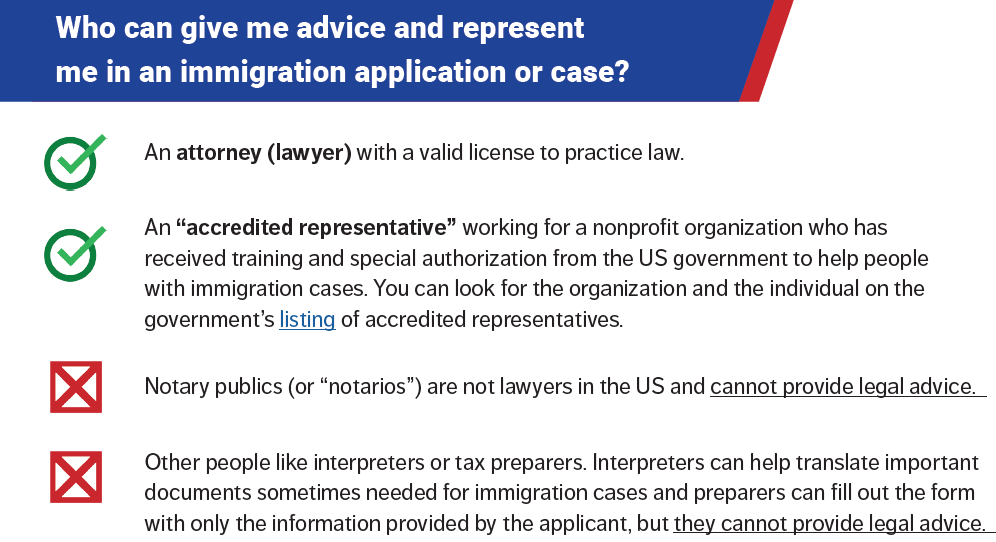 Who can give me advice and represent
me in an immigration application or case?
An attorney (lawyer) with a valid license to practice law.
An “accredited representative” working for a nonprofit organization who has
received training and special authorization from the US government to help people
with immigration cases. You can look for the organization and the individual on the
government’s listing of accredited representatives.
Notary publics (or “notarios”) are not lawyers in the US and cannot provide legal advice.
Other people like interpreters or tax preparers. Interpreters can help translate important
documents sometimes needed for immigration cases and preparers can fill out the form
with only the information provided by the applicant, but they cannot provide legal advice.